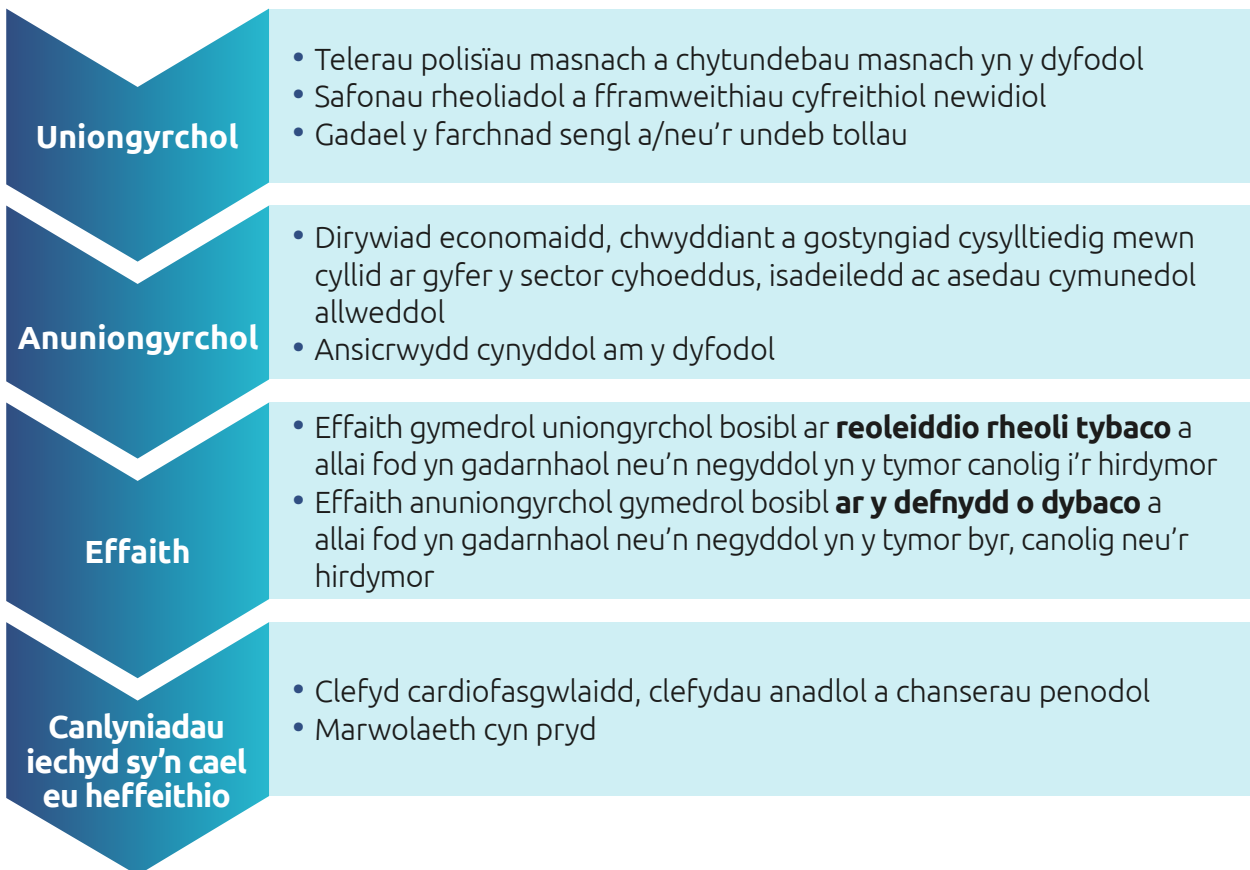 Uniongyrchol
• Telerau polisïau masnach a chytundebau masnach yn y dyfodol
• Safonau rheoliadol a fframweithiau cyfreithiol newidiol
• Gadael y farchnad sengl a/neu'r undeb tollau
Anuniongyrchol
• Dirywiad economaidd, chwyddiant a gostyngiad cysylltiedig mewn
cyllid ar gyfer y sector cyhoeddus, isadeiledd ac asedau cymunedol
allweddol
• Ansicrwydd cynyddol am y dyfodol
Effaith
• Effaith gymedrol uniongyrchol bosibl ar reoleiddio rheoli tybaco a
allai fod yn gadarnhaol neu'n negyddol yn y tymor canolig i'r hirdymor
• Effaith anuniongyrchol gymedrol bosibl ar y defnydd o dybaco a
allai fod yn gadarnhaol neu'n negyddol yn y tymor byr, canolig neu'r
hirdymor
Canlyniadau
iechyd sy'n cael
eu heffeithio
• Clefyd cardiofasgwlaidd, clefydau anadlol a chanserau penodol
• Marwolaeth cyn pryd